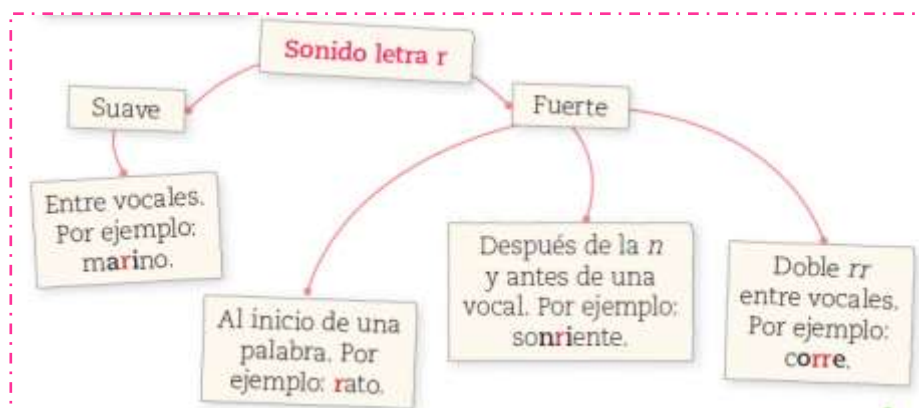 Sonido letra r
Suave
Fuerte
Entre vocales.
Por ejemplo:
marino.
Al inicio de una
palabra. Por
ejemplo: rato.
Después de la n
y antes de una
vocal. Por ejemplo:
sonriente.
Doble rr
entre vocales.
Por ejemplo:
corre.